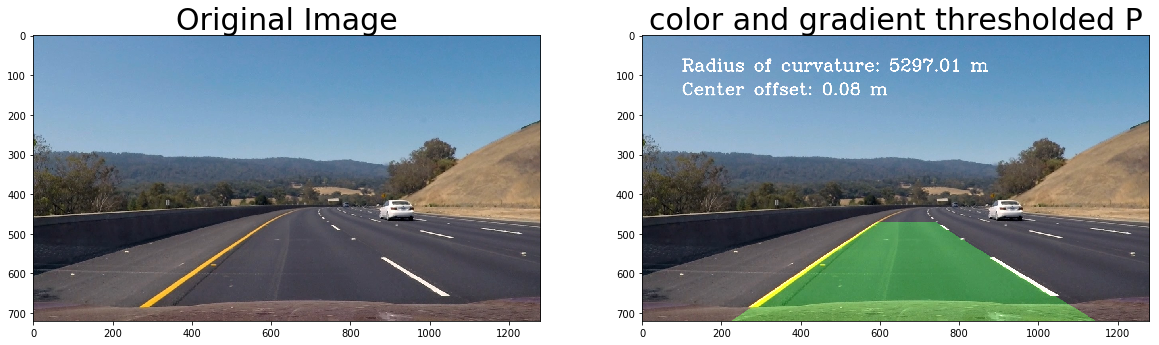 Original Image
0
100
200
300
400
500
600
700
0 200 400 600 800 1000 1200
color and gradient thresholded P
Radius of curvature: 5297.01 m
Center offset: 0.08 m
0
100
200
300
400
500
600
700
0 200 400 600 800 1000 1200